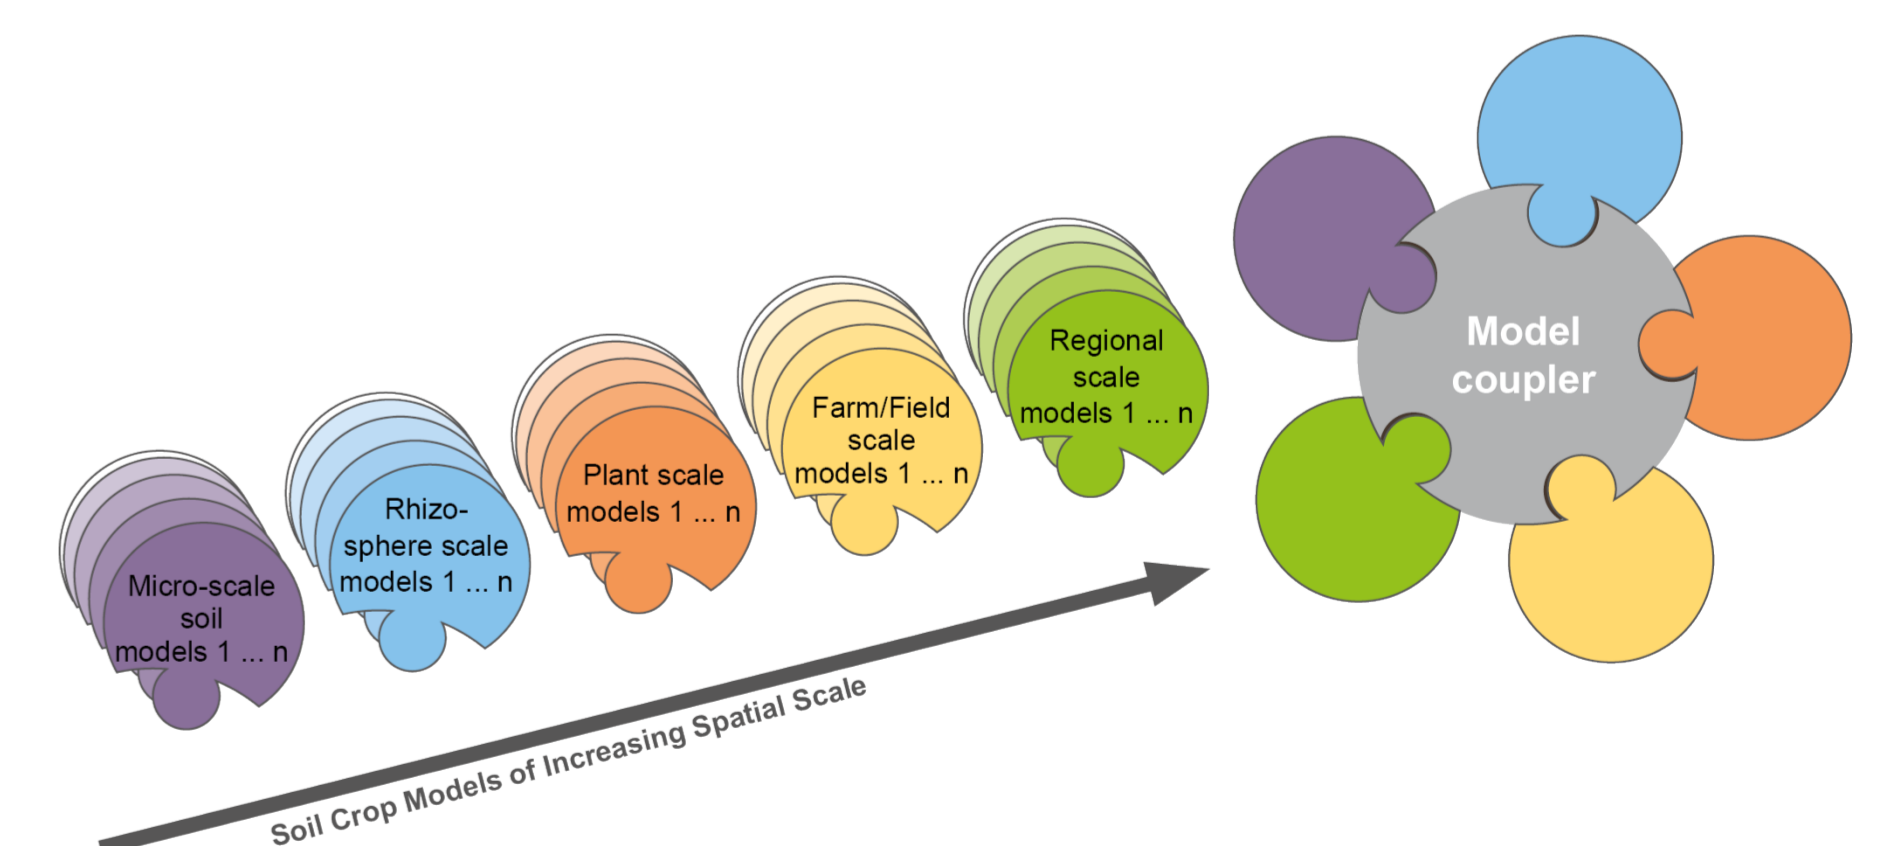 Micro-scale
soil
models 1 ... n
Rhizo-
sphere scale
models 1 ... n
Plant scale
models 1 ... n
Farm/Field
scale
models 1 ... n
Regional
scale
models 1 ... n
Model
coupler
Soil Crop Models of Increasing Spatial Scale